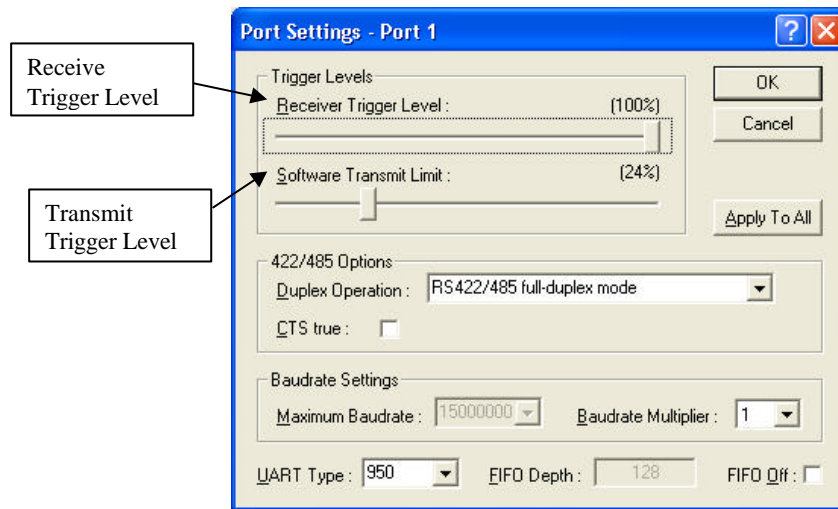 Port Settings - Port 1
Receive
Trigger Level
Trigger Levels
Receiver Trigger Level : (100%)
OK
Cancel
Software Transmit Limit : (24%)
Transmit
Trigger Level
Apply To All
422/485 Options
Duplex Operation : RS422/485 full-duplex mode
CTS true :
Baudrate Settings
Maximum Baudrate : 15000000 Baudrate Multiplier : 1
UART Type : 950 FIFO Depth : 128 FIFO Off :